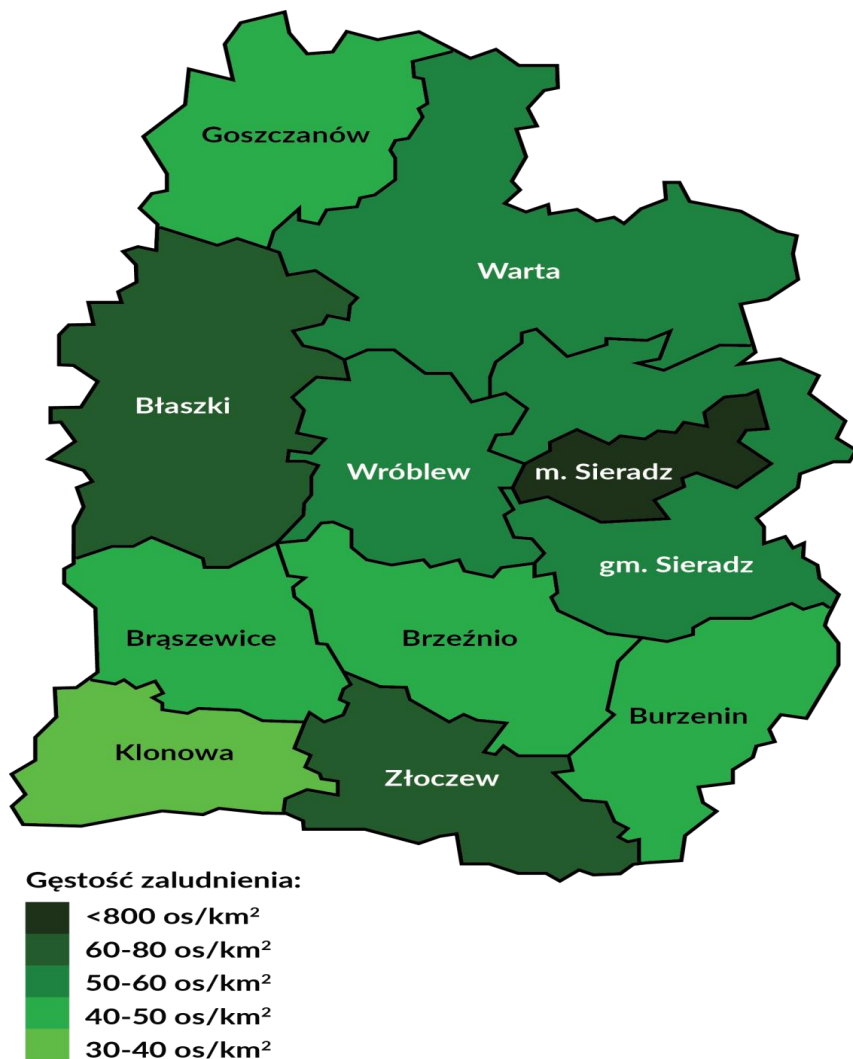 Goszczanów
Warta
Błaszki
Wróblew
m. Sieradz
gm. Sieradz
Brąszewice
Brzeźnio
Burzenin
Klonowa
Złoczew
Gęstość zaludnienia:
<800 os/km²
60-80 os/km²
50-60 os/km²
40-50 os/km²
30-40 os/km²